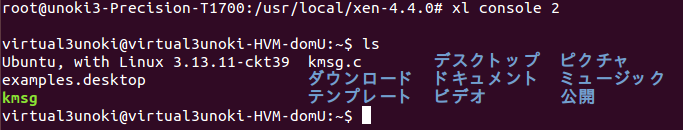 root@unoki3-Precision-T1700:/usr/local/xen-4.4.0# xl console 2
virtual3unoki@virtual3unoki-HVM-domU:~$ ls
Ubuntu, with Linux 3.13.11-ckt39 kmsg.c デスクトップ ピクチャ
examples.desktop ダウンロード ドキュメント ミュージック
kmsg テンプレート ビデオ 公開
virtual3unoki@virtual3unoki-HVM-domU:~$